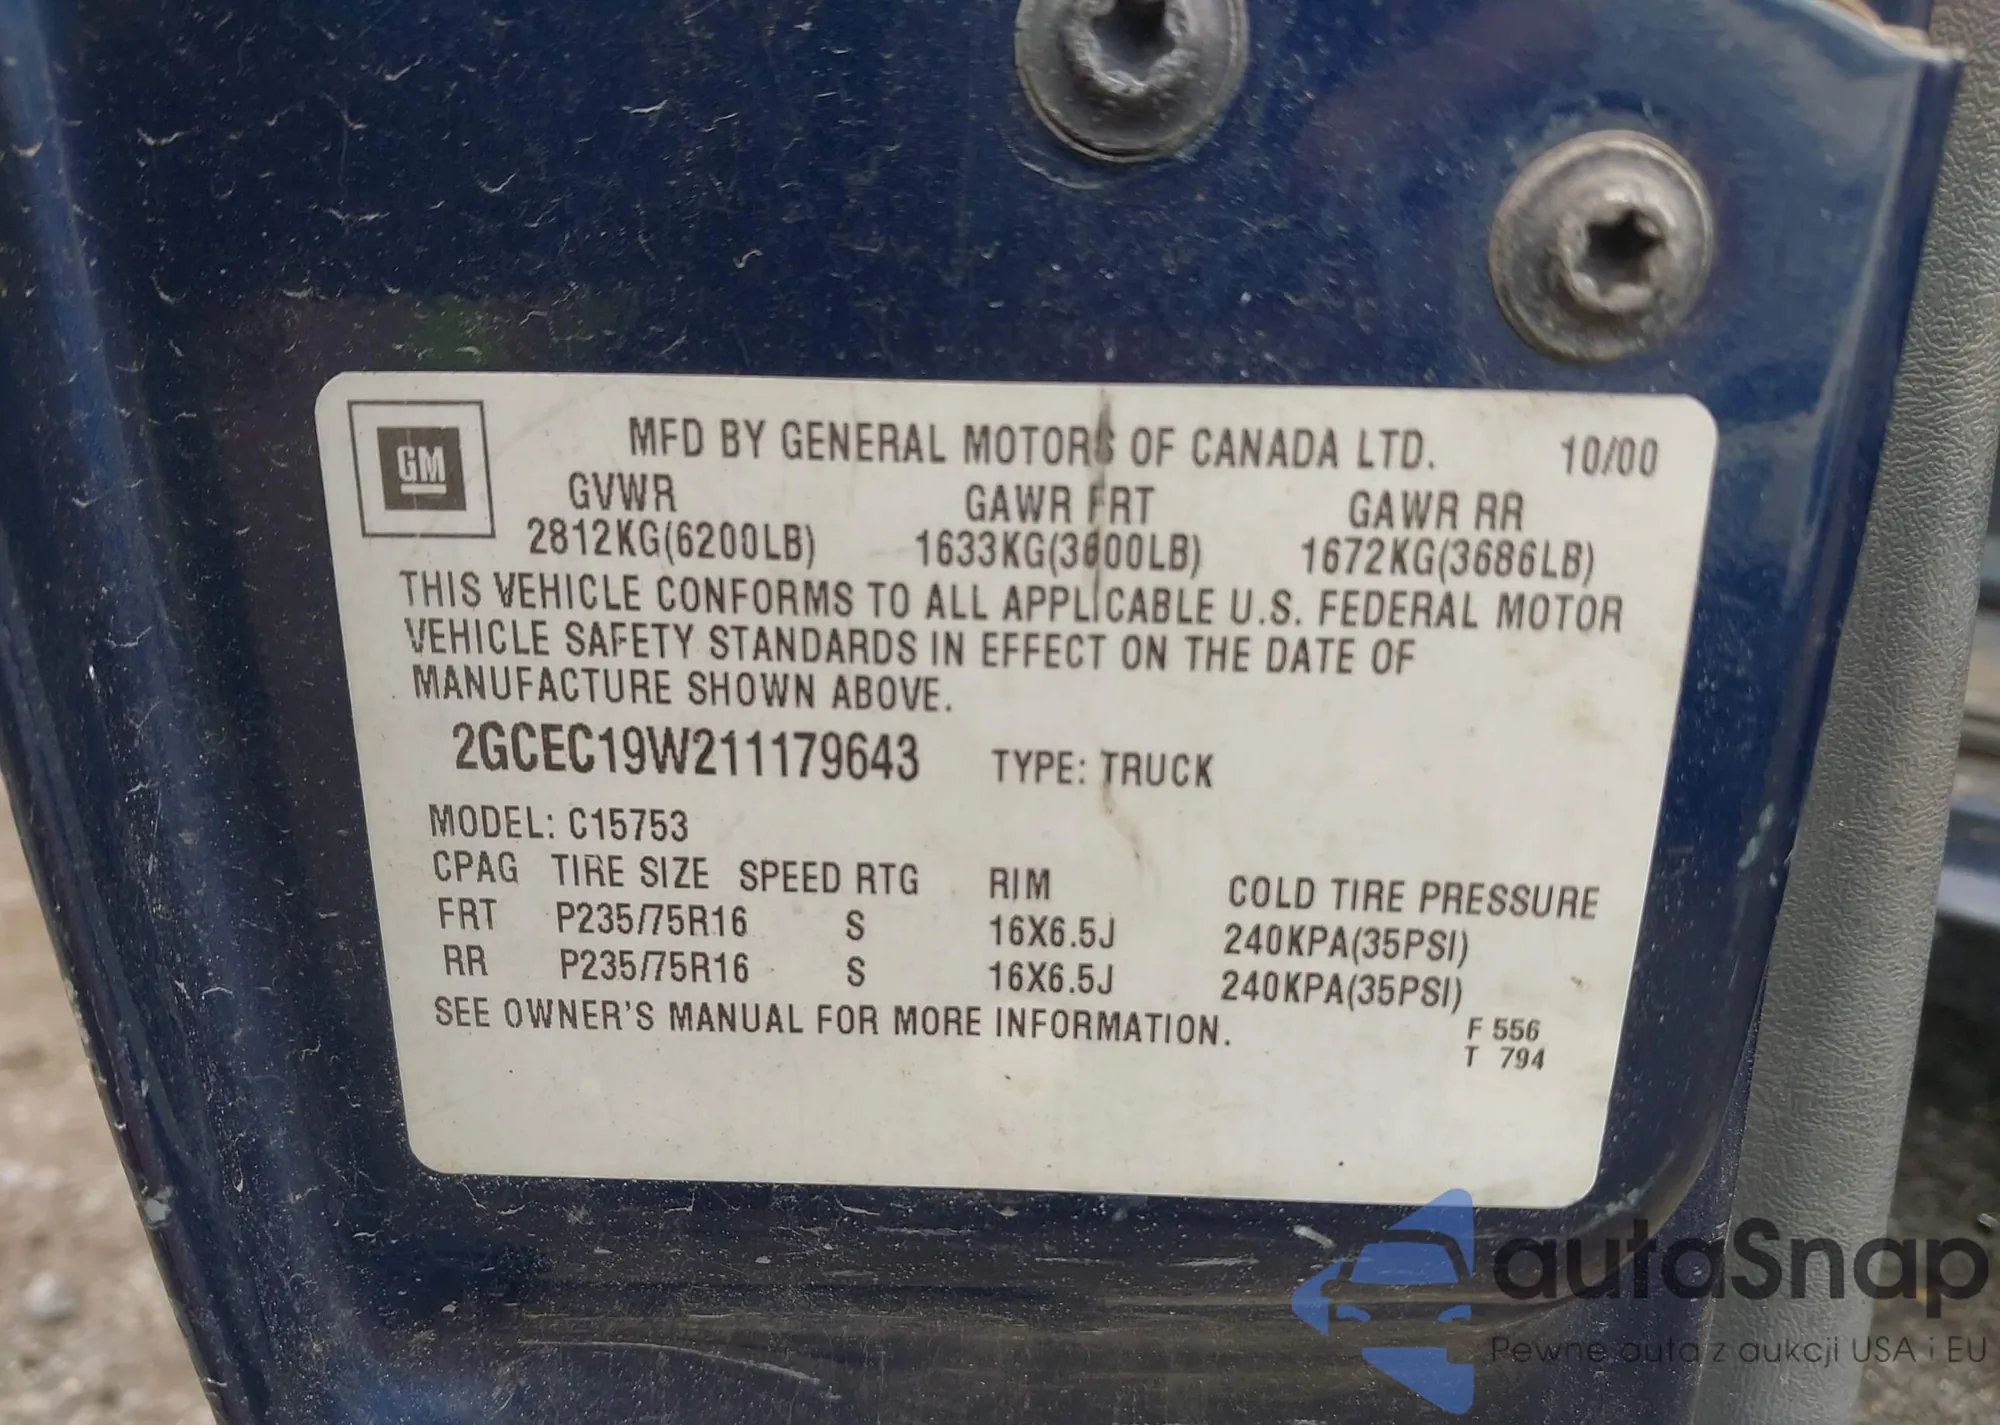 GM
MFD BY GENERAL MOTORS OF CANADA LTD. 10/00
GVWR GAWR FRT GAWR RR
2812KG(6200LB) 1633KG(3600LB) 1672KG(3686LB)
THIS VEHICLE CONFORMS TO ALL APPLICABLE U.S. FEDERAL MOTOR
VEHICLE SAFETY STANDARDS IN EFFECT ON THE DATE OF
MANUFACTURE SHOWN ABOVE.
2GCEC19W211179643 TYPE: TRUCK
MODEL: C15753
CPAG TIRE SIZE SPEED RTG RIM COLD TIRE PRESSURE
FRT P235/75R16 S 16X6.5J 240KPA(35PSI)
RR P235/75R16 S 16X6.5J 240KPA(35PSI)
SEE OWNER'S MANUAL FOR MORE INFORMATION.
F 556
T 794
autaSnap
Pewne auta z aukcji USA i EU